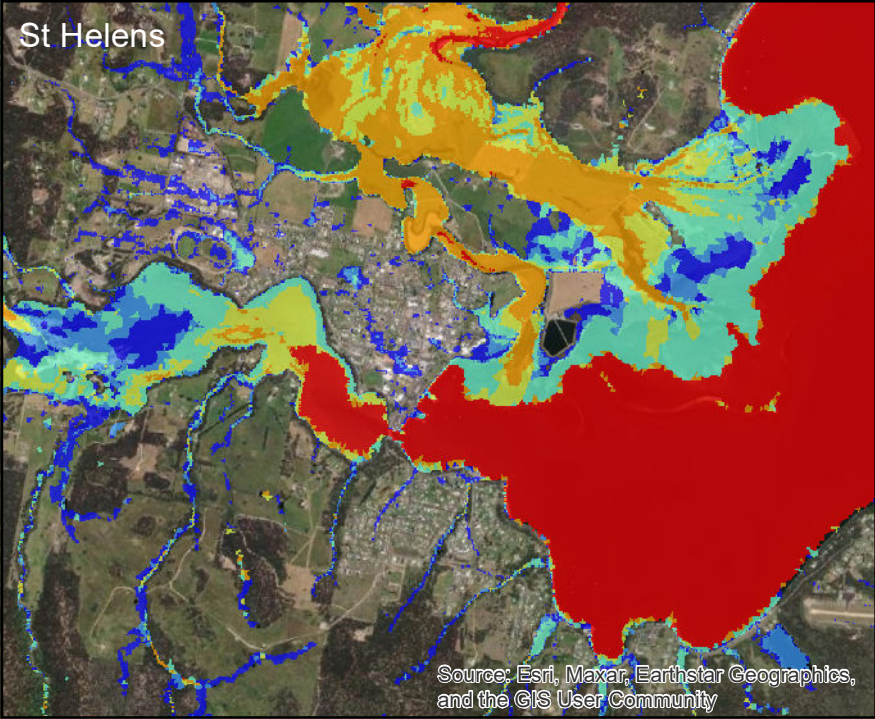 St Helens
Source: Esri, Maxar, Earthstar Geographics,
and the GIS User Community